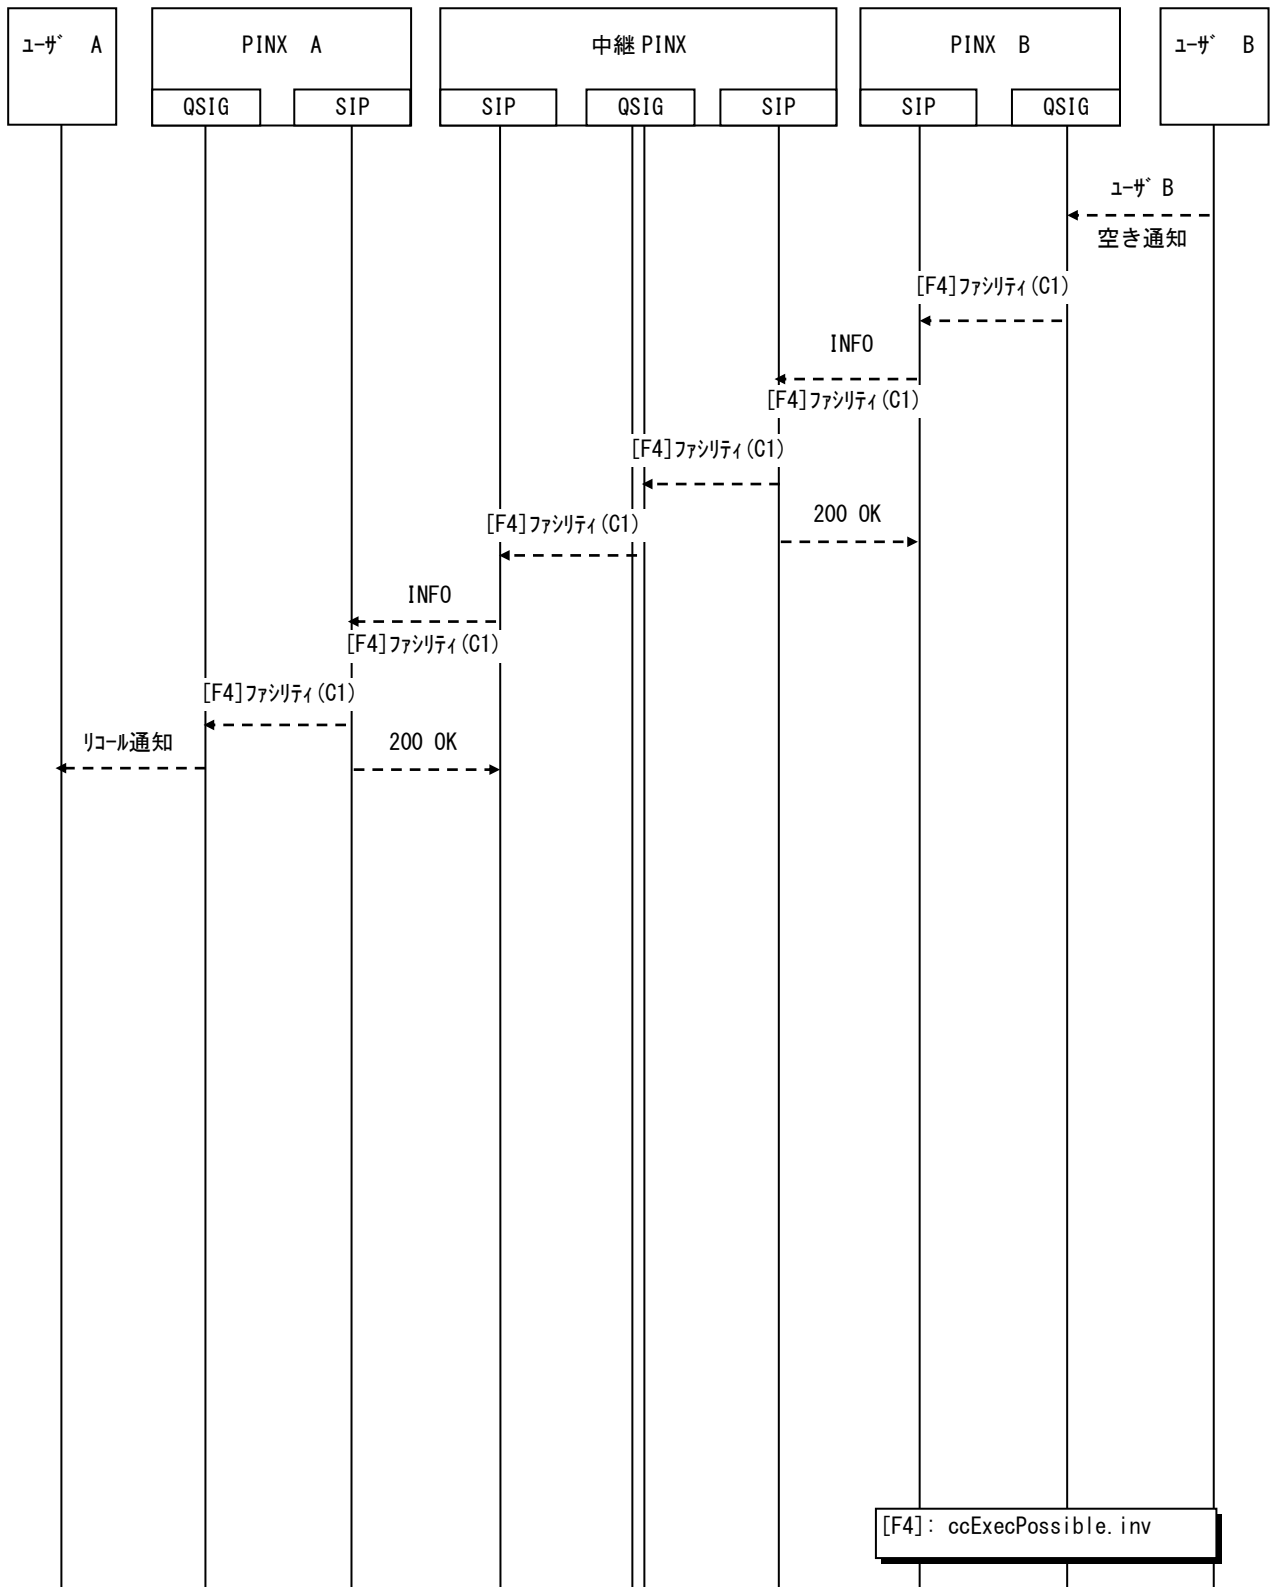 ﾕｰｻﾞ A
PINX A
中継 PINX
PINX B
ﾕｰｻﾞ B
QSIG
SIP
SIP
QSIG
SIP
SIP
QSIG
ﾕｰｻﾞ B
空き通知
[F4]ﾌｧｼﾘﾃｨ(C1)
INFO
[F4]ﾌｧｼﾘﾃｨ(C1)
[F4]ﾌｧｼﾘﾃｨ(C1)
200 OK
[F4]ﾌｧｼﾘﾃｨ(C1)
INFO
[F4]ﾌｧｼﾘﾃｨ(C1)
[F4]ﾌｧｼﾘﾃｨ(C1)
ﾘｺｰﾙ通知
200 OK
[F4]: ccExecPossible.inv